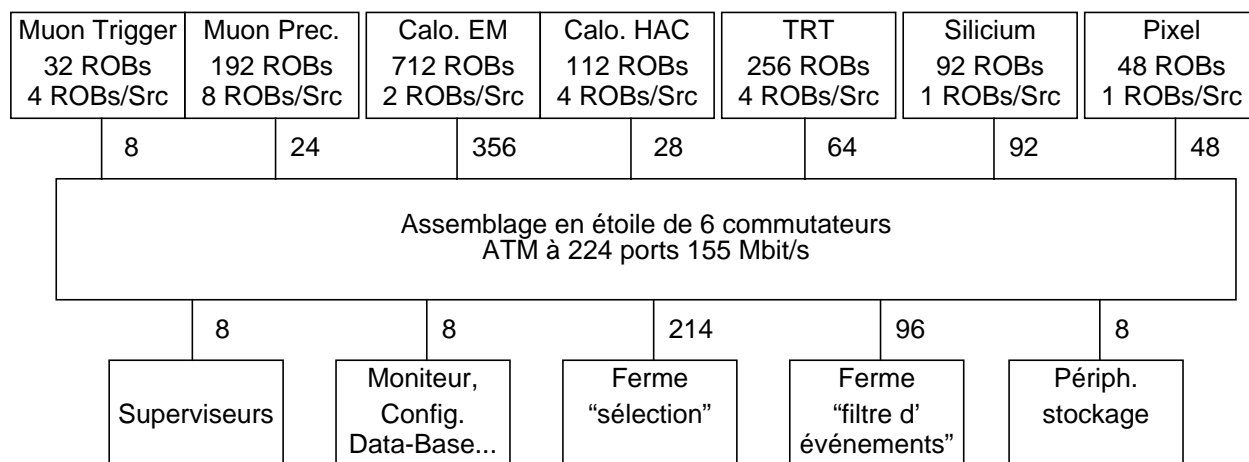 Muon Trigger
32 ROBs
4 ROBs/Src
Muon Prec.
192 ROBs
8 ROBs/Src
Calo. EM
712 ROBs
2 ROBs/Src
Calo. HAC
112 ROBs
4 ROBs/Src
TRT
256 ROBs
4 ROBs/Src
Silicium
92 ROBs
1 ROBs/Src
Pixel
48 ROBs
1 ROBs/Src
8
24
356
28
64
92
48
Assemblage en étoile de 6 commutateurs
ATM à 224 ports 155 Mbit/s
8
8
214
96
8
Superviseurs
Moniteur,
Config.
Data-Base...
Ferme
“sélection”
Ferme
“filtre d’
événements”
Périph.
stockage